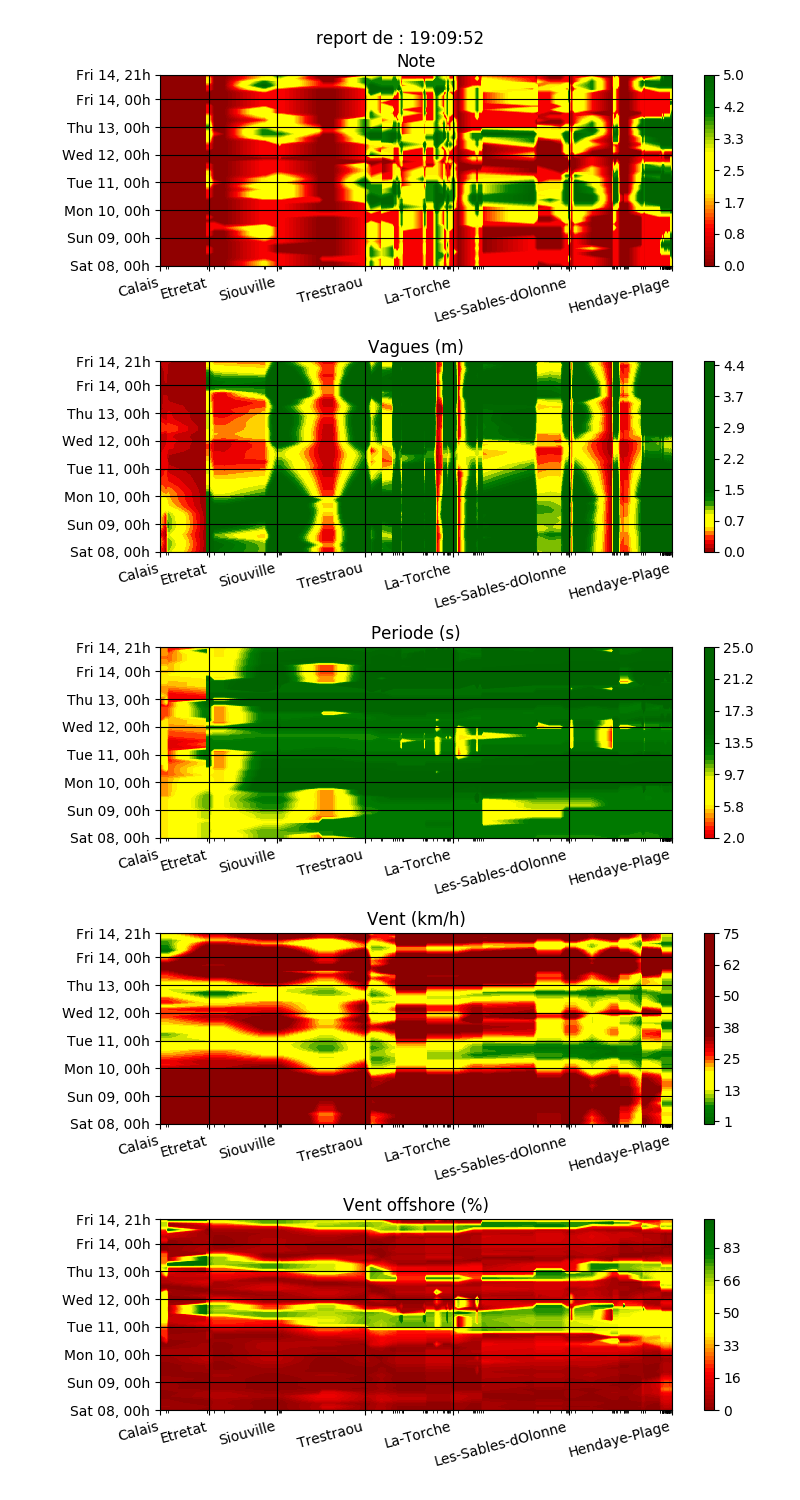 report de : 19:09:52
Note
Fri 14, 21h
Fri 14, 00h
Thu 13, 00h
Wed 12, 00h
Tue 11, 00h
Mon 10, 00h
Sun 09, 00h
Sat 08, 00h
Calais Etretat Siouville Trestraou La-Torche Les-Sables-dOlonne Hendaye-Plage
5.0
4.2
3.3
2.5
1.7
0.8
0.0
Vagues (m)
Fri 14, 21h
Fri 14, 00h
Thu 13, 00h
Wed 12, 00h
Tue 11, 00h
Mon 10, 00h
Sun 09, 00h
Sat 08, 00h
Calais Etretat Siouville Trestraou La-Torche Les-Sables-dOlonne Hendaye-Plage
4.4
3.7
2.9
2.2
1.5
0.7
0.0
Periode (s)
Fri 14, 21h
Fri 14, 00h
Thu 13, 00h
Wed 12, 00h
Tue 11, 00h
Mon 10, 00h
Sun 09, 00h
Sat 08, 00h
Calais Etretat Siouville Trestraou La-Torche Les-Sables-dOlonne Hendaye-Plage
25.0
21.2
17.3
13.5
9.7
5.8
2.0
Vent (km/h)
Fri 14, 21h
Fri 14, 00h
Thu 13, 00h
Wed 12, 00h
Tue 11, 00h
Mon 10, 00h
Sun 09, 00h
Sat 08, 00h
Calais Etretat Siouville Trestraou La-Torche Les-Sables-dOlonne Hendaye-Plage
75
62
50
38
25
13
1
Vent offshore (%)
Fri 14, 21h
Fri 14, 00h
Thu 13, 00h
Wed 12, 00h
Tue 11, 00h
Mon 10, 00h
Sun 09, 00h
Sat 08, 00h
Calais Etretat Siouville Trestraou La-Torche Les-Sables-dOlonne Hendaye-Plage
83
66
50
33
16
0